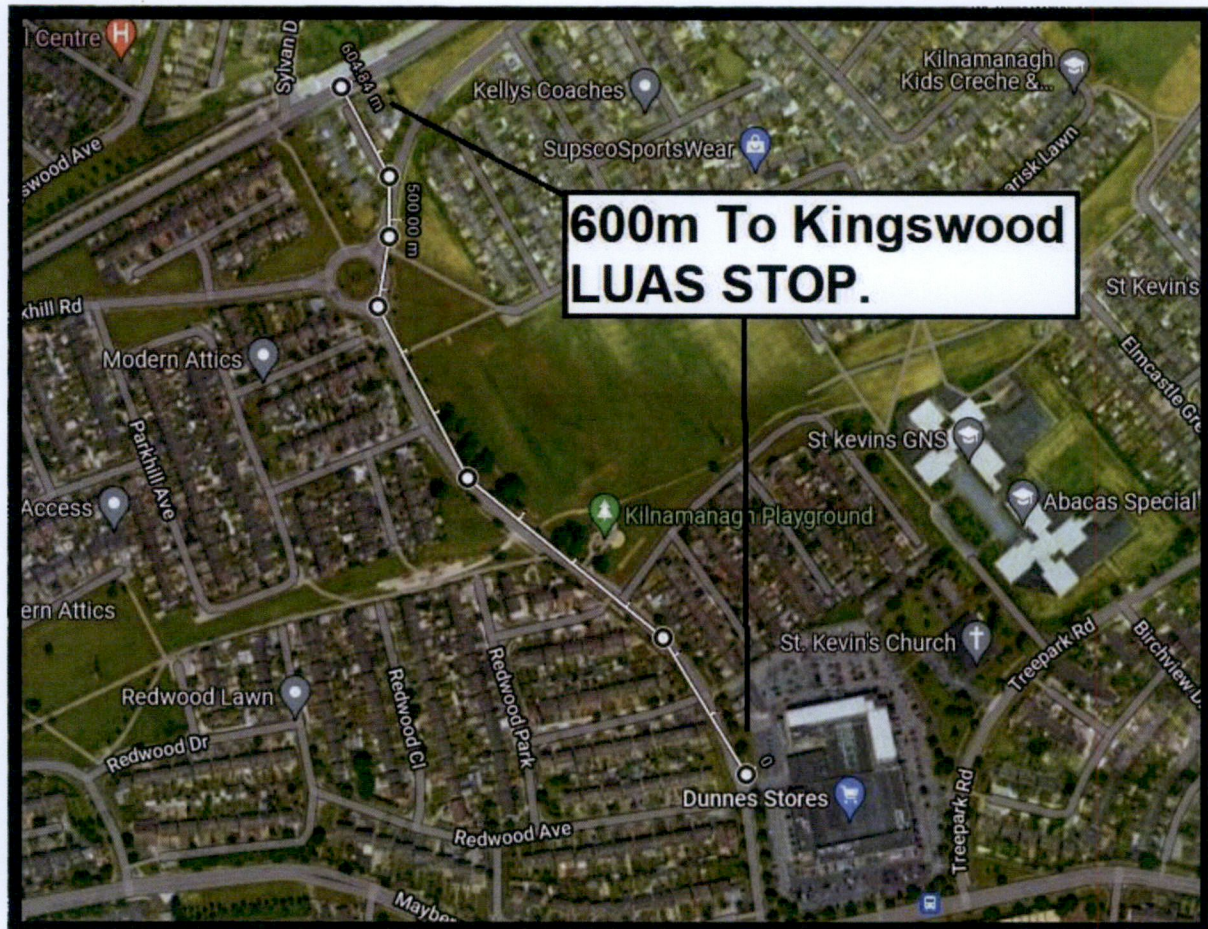 l Centre
Sylvan D
604.84 m
Kellys Coaches
Kilnamanagh
Kids Creche &...
swood Ave
SupscoSportsWear
arisk Lawn
500.00 m
600m To Kingswood
LUAS STOP.
khill Rd
St Kevin's
Modern Attics
Elmcastle Gre
Parkhill Ave
St kevins GNS
Access
Kilnamanagh Playground
Abacas Special
ern Attics
St. Kevin's Church
Treepark Rd
Birchview
Redwood Lawn
Redwood Cl
Redwood Park
Redwood Dr
0
Dunnes Stores
Treepark Rd
Redwood Ave
Mayber